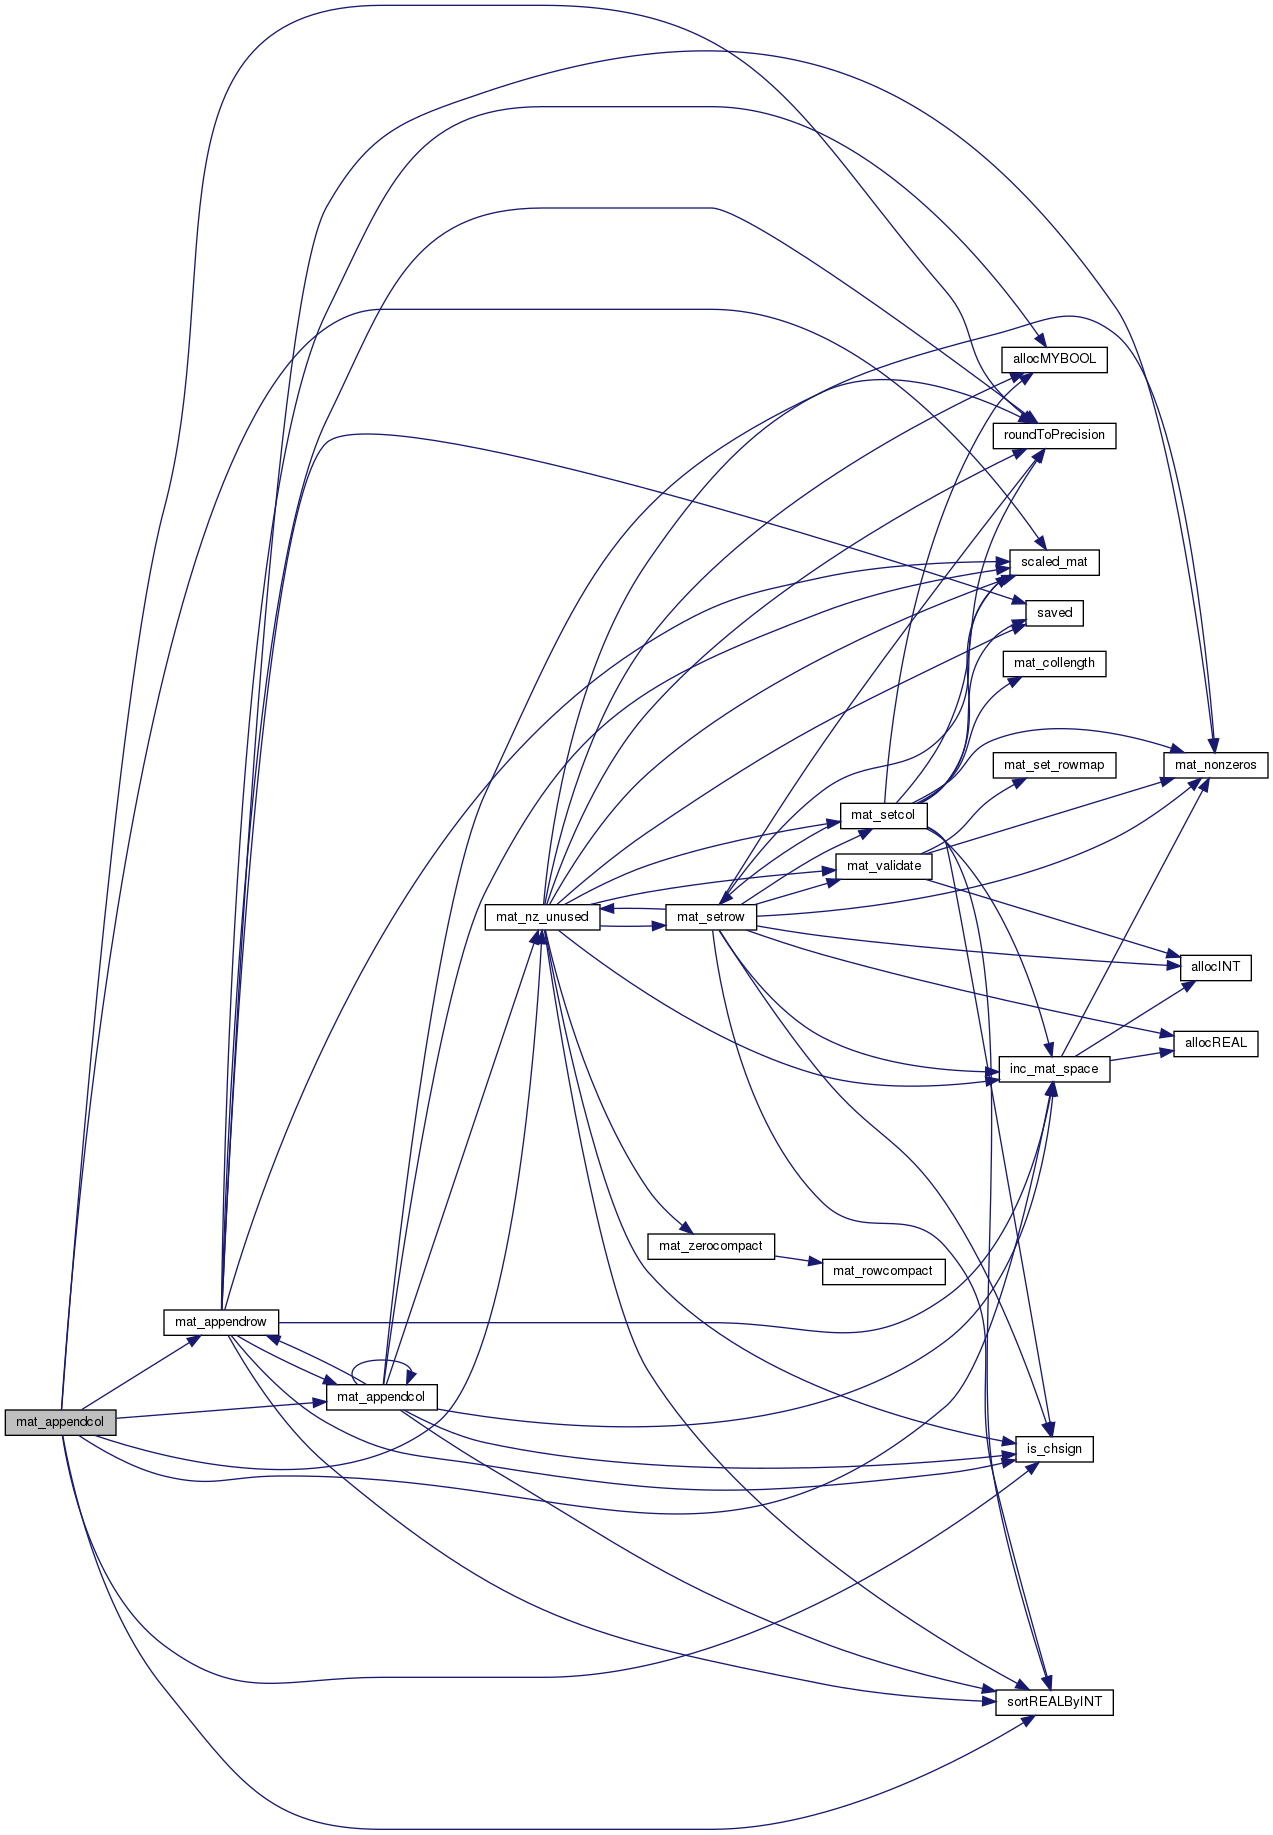 allocMYBOOL
roundToPrecision
scaled_mat
saved
mat_collength
mat_set_rowmap
mat_nonzeros
mat_setcol
mat_validate
mat_nz_unused
mat_setrow
allocINT
allocREAL
inc_mat_space
mat_zerocompact
mat_rowcompact
mat_appendrow
mat_appendcol
mat_appendcol
is_chsign
sortREALByINT